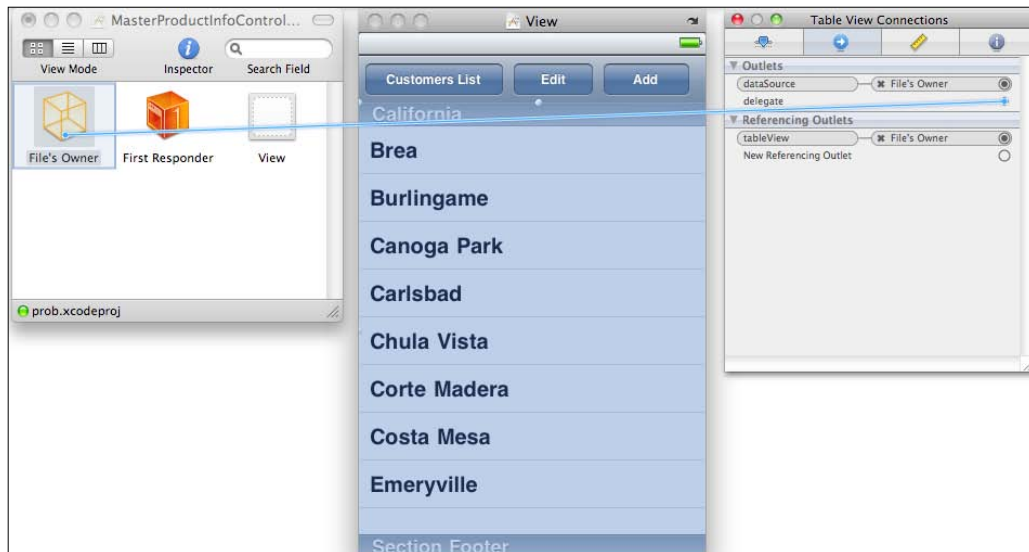 MasterProductInfoControl...
View Mode
Inspector
Search Field
File's Owner
First Responder
View
prob.xcodeproj
View
Customers List
Edit
Add
California
Brea
Burlingame
Canoga Park
Carlsbad
Chula Vista
Corte Madera
Costa Mesa
Emeryville
Section Footer
Table View Connections
Outlets
dataSource
File's Owner
delegate
Referencing Outlets
tableView
File's Owner
New Referencing Outlet